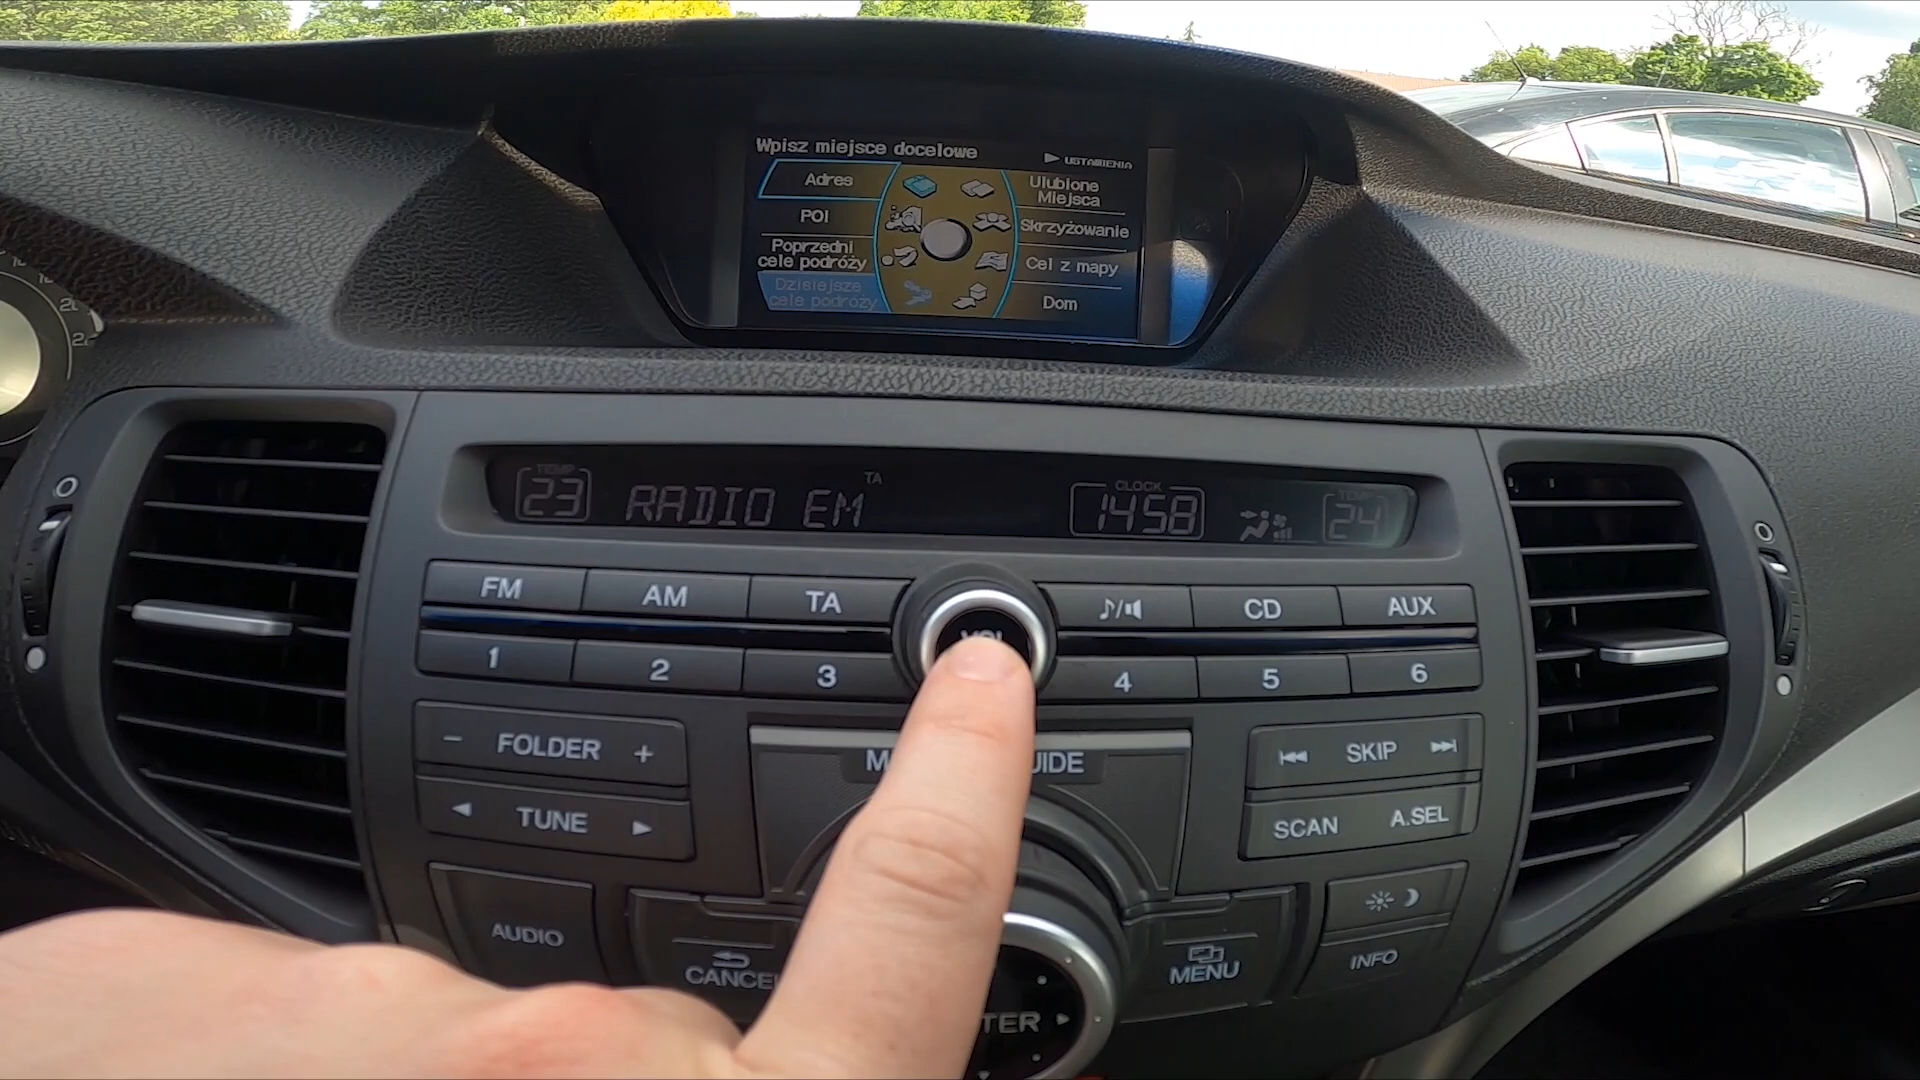 Wpisz miejsce docelowe
USTAWIENIA
Adres
Ulubione
Miejsca
POI
Skrzyżowanie
Poprzedni
cele podróży
Cel z mapy
Dzisiejsze
cele podróży
Dom
TEMP
23
RADIO EM
TA
CLOCK
1458
TEMP
24
FM
AM
TA
VOL
CD
AUX
1
2
3
4
5
6
− FOLDER +
SKIP
TUNE
SCAN
A.SEL
AUDIO
CANCEL
MENU
INFO